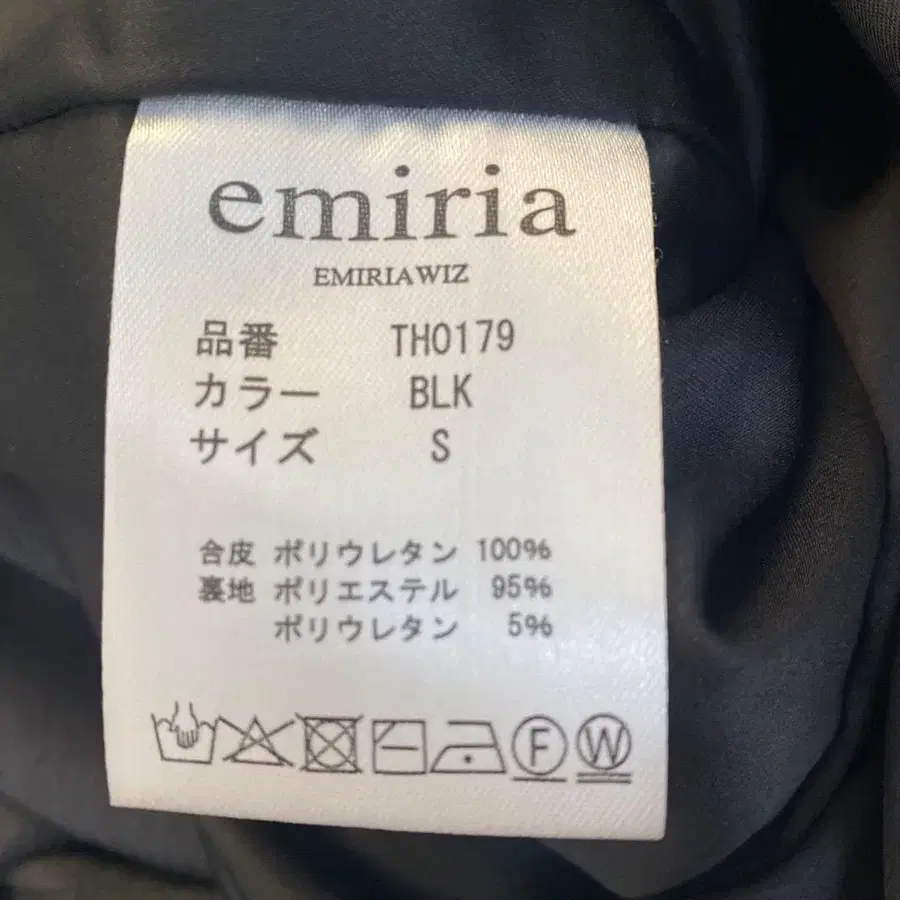 emiria
EMIRIAWIZ
品番 TH0179
カラー BLK
サイズ S
合皮 ポリウレタン 100%
裏地 ポリエステル 95%
ポリウレタン 5%
F W